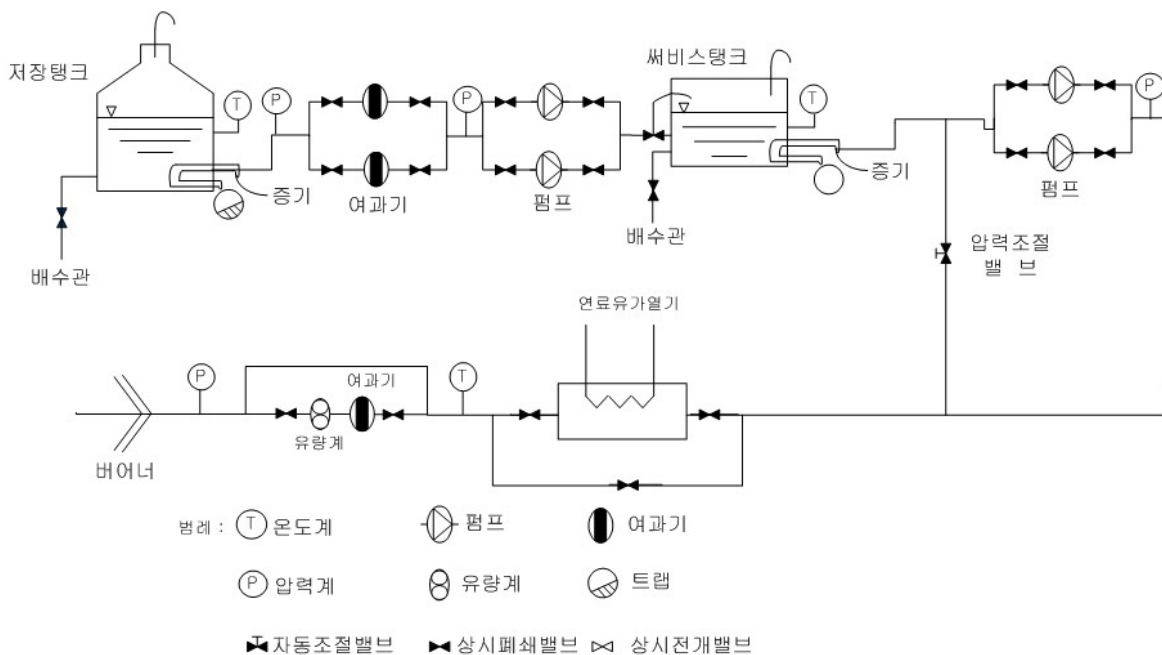 저장탱크
T
P
증기
배수관
여과기
P
펌프
써비스탱크
T
증기
배수관
P
펌프
압력조절
밸 브
연료유가열기
P
여과기
유량계
T
버어너
범례 : T 온도계 펌프 여과기
P 압력계 유량계 트랩
자동조절밸브 상시폐쇄밸브 상시전개밸브